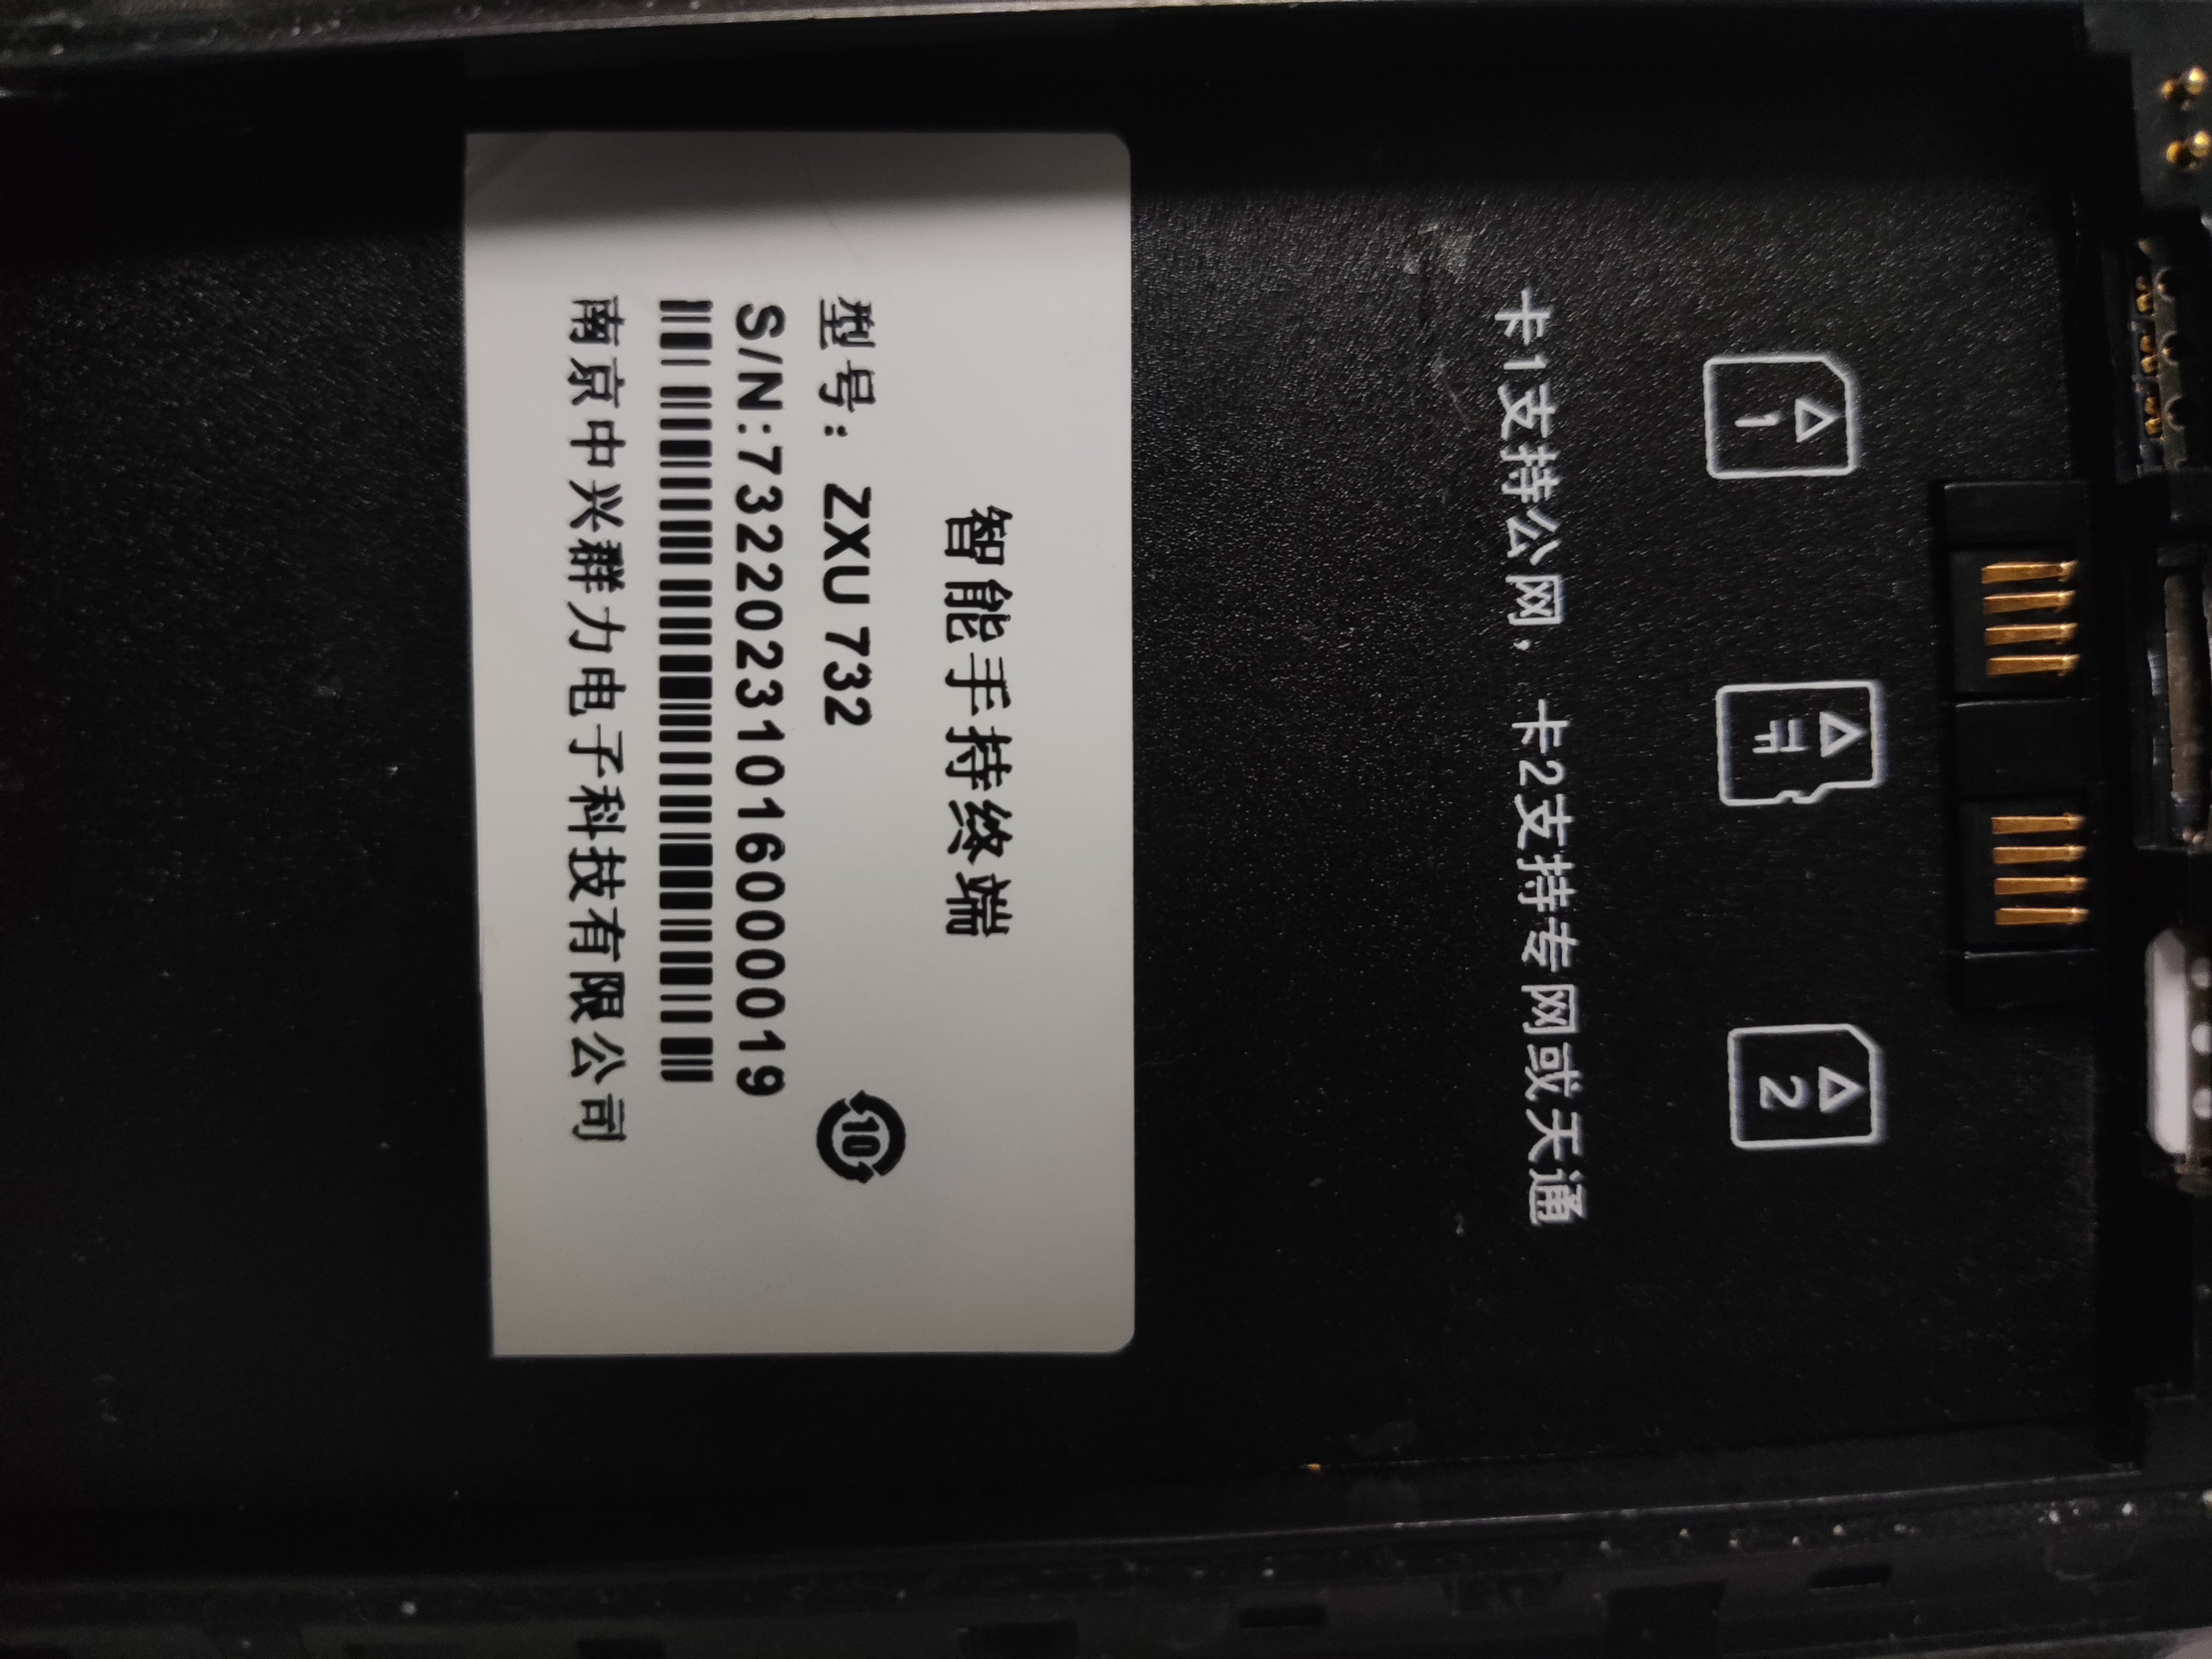 1
TF
2
卡1支持公网，卡2支持专网或天通
智能手持终端
型号：ZXU 732
10
S/N:73220231016000019
南京中兴群力电子科技有限公司